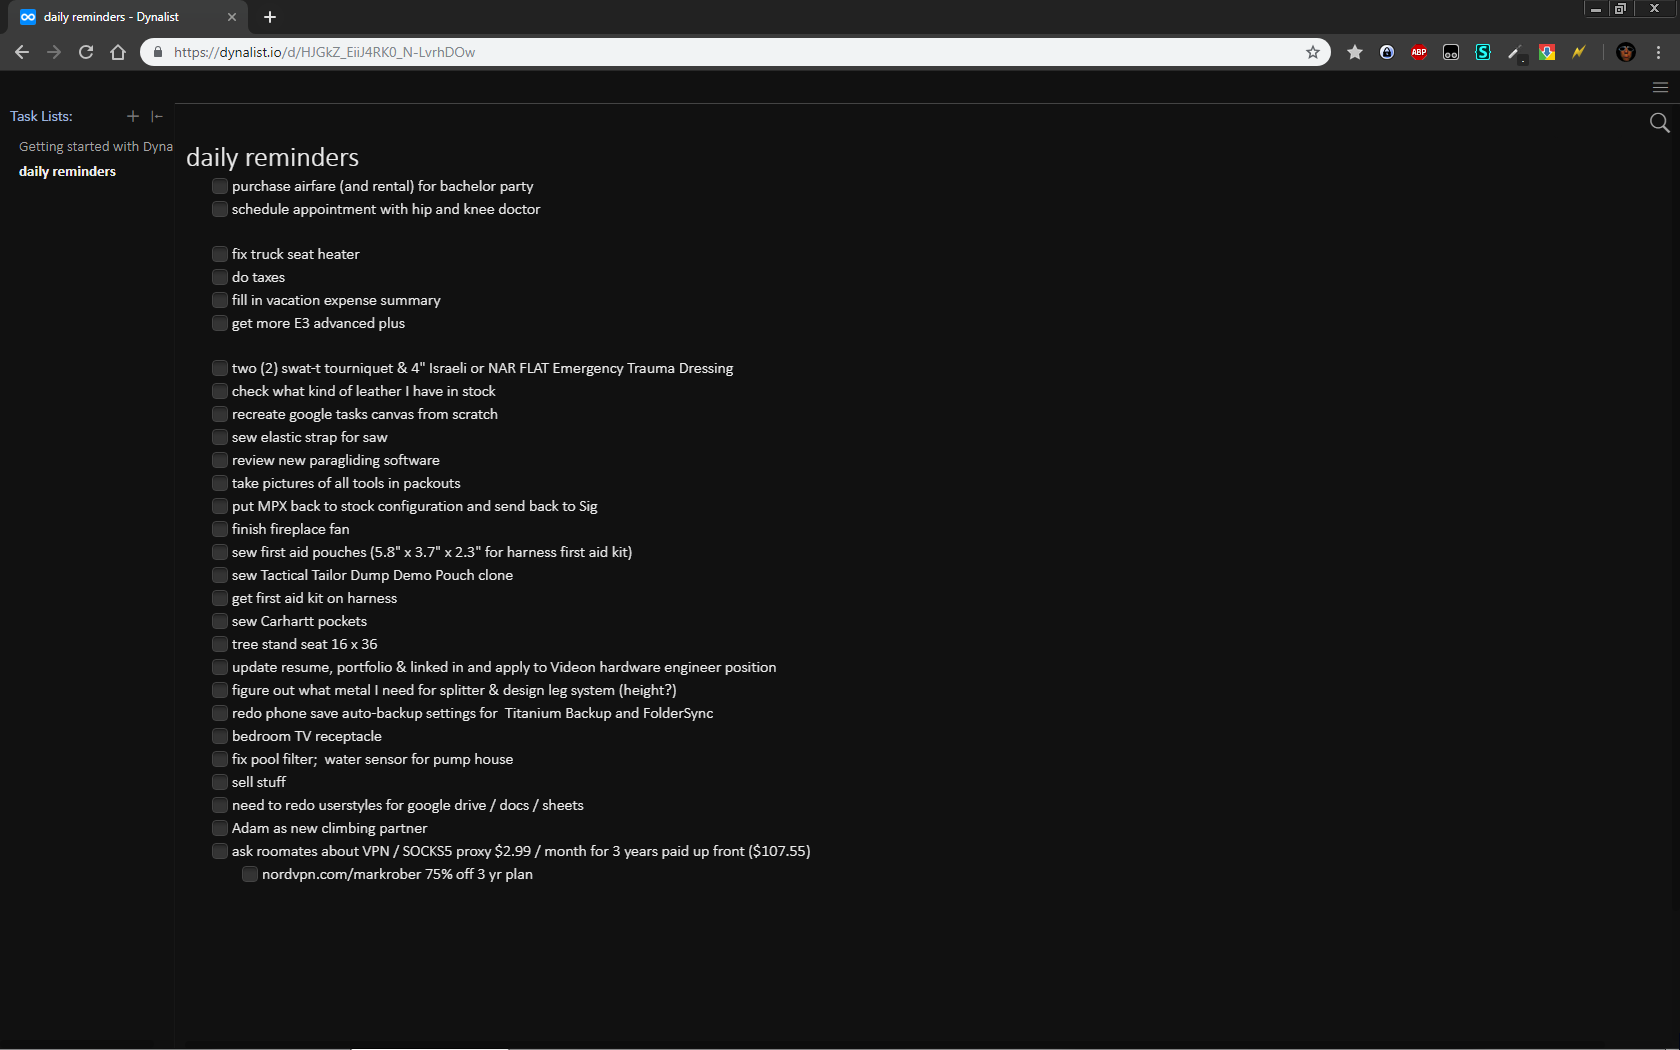 daily reminders - Dynalist
https://dynalist.io/d/HJGkZ_EiiJ4RK0_N-LvrhDOw
ABP
Task Lists:
Getting started with Dyna
daily reminders
daily reminders
purchase airfare (and rental) for bachelor party
schedule appointment with hip and knee doctor
fix truck seat heater
do taxes
fill in vacation expense summary
get more E3 advanced plus
two (2) swat-t tourniquet & 4" Israeli or NAR FLAT Emergency Trauma Dressing
check what kind of leather I have in stock
recreate google tasks canvas from scratch
sew elastic strap for saw
review new paragliding software
take pictures of all tools in packouts
put MPX back to stock configuration and send back to Sig
finish fireplace fan
sew first aid pouches (5.8" x 3.7" x 2.3" for harness first aid kit)
sew Tactical Tailor Dump Demo Pouch clone
get first aid kit on harness
sew Carhartt pockets
tree stand seat 16 x 36
update resume, portfolio & linked in and apply to Videon hardware engineer position
figure out what metal I need for splitter & design leg system (height?)
redo phone save auto-backup settings for  Titanium Backup and FolderSync
bedroom TV receptacle
fix pool filter;  water sensor for pump house
sell stuff
need to redo userstyles for google drive / docs / sheets
Adam as new climbing partner
ask roomates about VPN / SOCKS5 proxy $2.99 / month for 3 years paid up front ($107.55)
nordvpn.com/markrober 75% off 3 yr plan